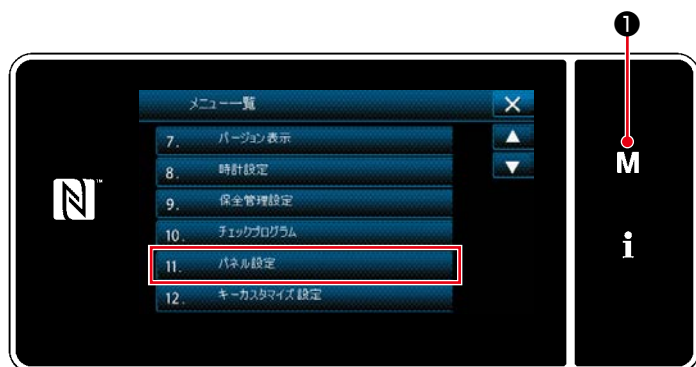 ❶
メニュー一覧
7. バージョン表示
8. 時計設定
9. 保全管理設定
10. チェックプログラム
11. パネル設定
12. キーカスタマイズ設定
M
i
N